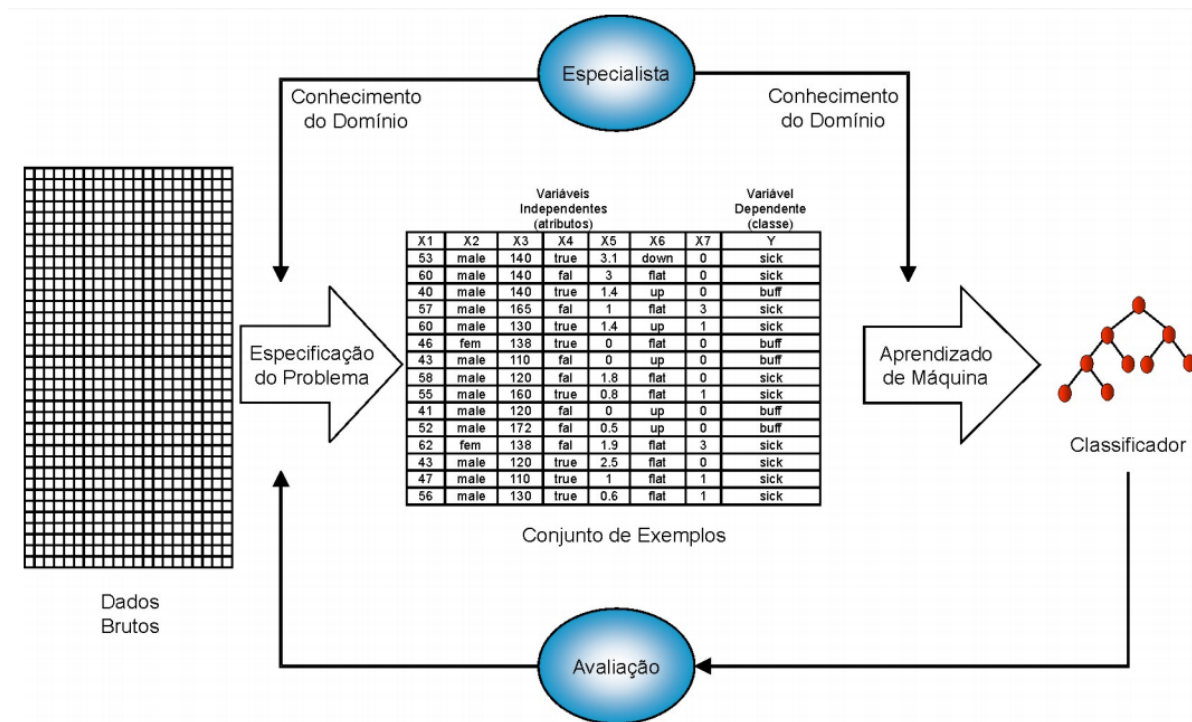 Especialista
Conhecimento
do Domínio
Conhecimento
do Domínio
Variáveis
Independentes
(atributos)
Variável
Dependente
(classe)
X1 X2 X3 X4 X5 X6 X7 Y
53 male 140 true 3.1 down 0 sick
60 male 140 fal 3 flat 0 sick
40 male 140 true 1.4 up 0 buff
57 male 165 fal 1 flat 3 sick
60 male 130 true 1.4 up 1 sick
46 fem 138 true 0 flat 0 buff
43 male 110 fal 0 up 0 buff
58 male 120 fal 1.8 flat 0 sick
55 male 160 true 0.8 flat 1 sick
41 male 120 fal 0 up 0 buff
52 male 172 fal 0.5 up 0 buff
62 fem 138 fal 1.9 flat 3 sick
43 male 120 true 2.5 flat 0 sick
47 male 110 true 1 flat 1 sick
56 male 130 true 0.6 flat 1 sick
Especificação
do Problema
Aprendizado
de Máquina
Classificador
Conjunto de Exemplos
Dados
Brutos
Avaliação